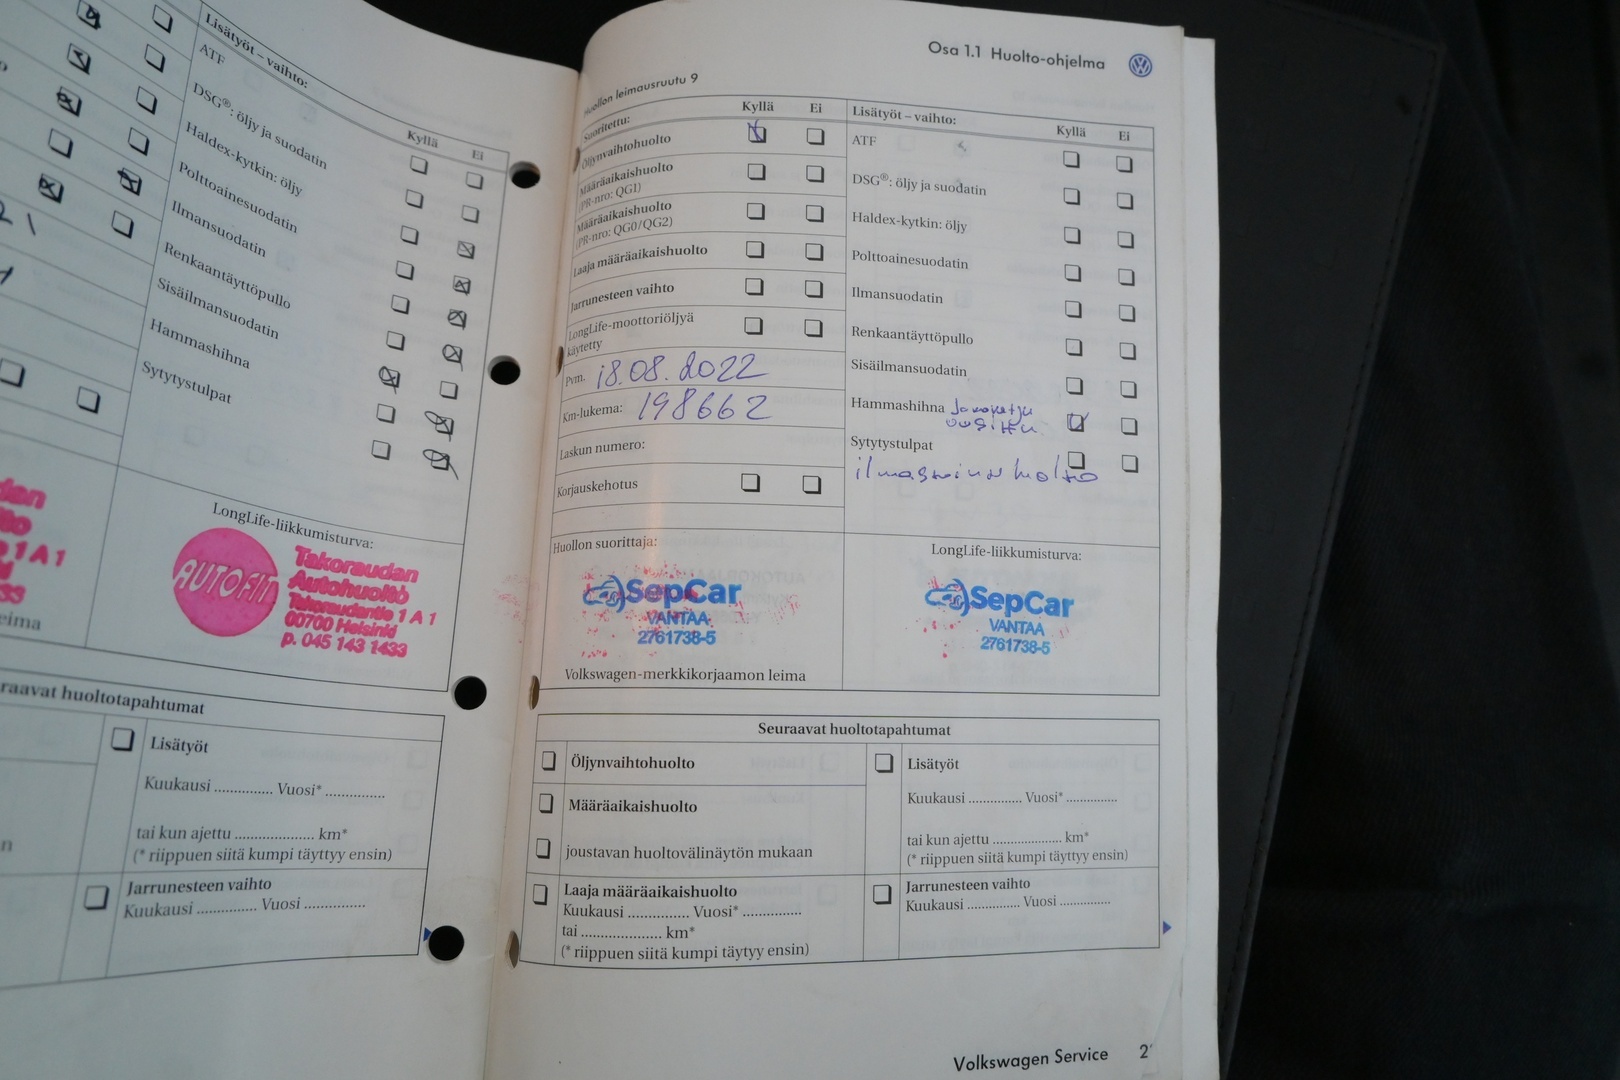 Lisätyöt – vaihto:
Kyllä Ei
ATF
DSG®: öljy ja suodatin
Haldex-kytkin: öljy
Polttoainesuodatin
Ilmansuodatin
Renkaantäyttöpullo
Sisäilmansuodatin
Hammashihna
Sytytystulpat
LongLife-liikkumisturva:
AUTOFIT
Takoraudan
Autohuolto
Takoraudantie 1 A 1
00700 Helsinki
p. 045 143 1433
Lisätyöt
Kuukausi ............... Vuosi* ...............
tai kun ajettu .................... km*
(* riippuen siitä kumpi täyttyy ensin)
Jarrunesteen vaihto
Kuukausi ............... Vuosi ...............
Osa 1.1 Huolto-ohjelma
Huollon leimausruutu 9
Suoritettu: Kyllä Ei
Öljynvaihtohuolto
Määräaikaishuolto
(PR-nro: QG1)
Määräaikaishuolto
(PR-nro: QG0/QG2)
Laaja määräaikaishuolto
Jarrunesteen vaihto
LongLife-moottoriöljyä
käytetty
Pvm. 18.08.2022
Km-lukema: 198662
Laskun numero:
Korjauskehotus
Lisätyöt – vaihto: Kyllä Ei
ATF
DSG®: öljy ja suodatin
Haldex-kytkin: öljy
Polttoainesuodatin
Ilmansuodatin
Renkaantäyttöpullo
Sisäilmansuodatin
Hammashihna Jakoketju
uusittu
Sytytystulpat
Huollon suorittaja:
SepCar
VANTAA
2761738-5
Volkswagen-merkkikorjaamon leima
LongLife-liikkumisturva:
SepCar
VANTAA
2761738-5
Seuraavat huoltotapahtumat
Öljynvaihtohuolto
Määräaikaishuolto
joustavan huoltovälinäytön mukaan
Laaja määräaikaishuolto
Kuukausi ............... Vuosi* ...............
tai .................... km*
(* riippuen siitä kumpi täytyy ensin)
Lisätyöt
Kuukausi ............... Vuosi* ...............
tai kun ajettu .................... km*
(* riippuen siitä kumpi täyttyy ensin)
Jarrunesteen vaihto
Kuukausi ............... Vuosi ...............
Volkswagen Service